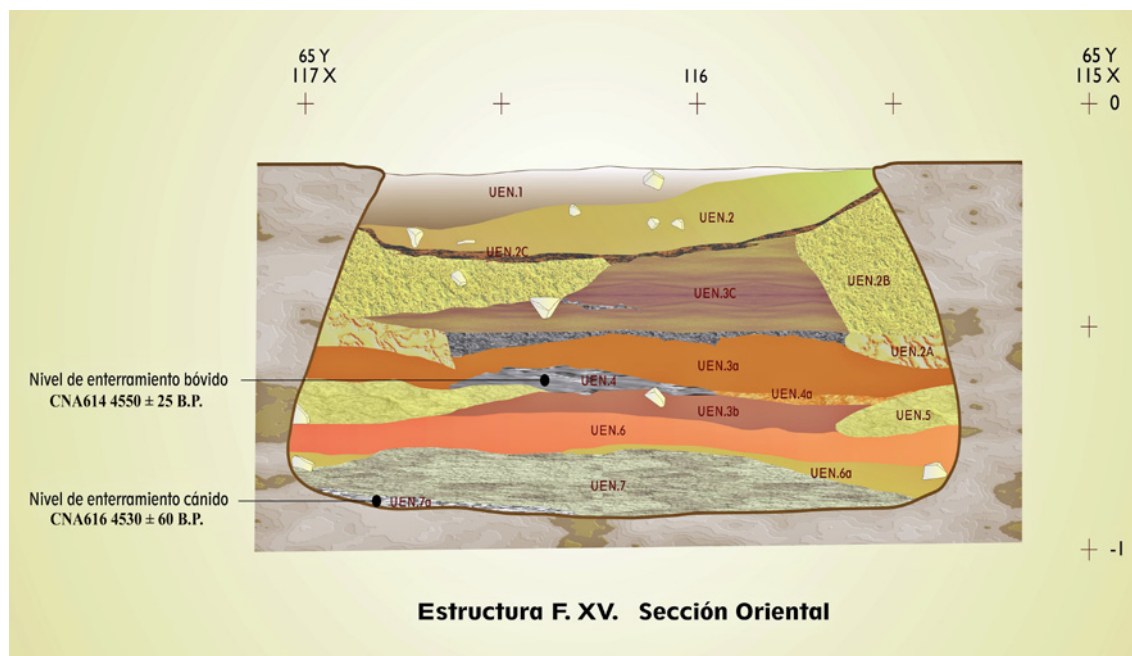 65 Y
117 X
116
65 Y
115 X
0
UEN.1
UEN.2
UEN.2C
UEN.2B
UEN.3C
UEN.2A
UEN.3a
Nivel de enterramiento bóvido
CNA614 4550 ± 25 B.P.
UEN.4
UEN.4a
UEN.3b
UEN.5
UEN.6
UEN.6a
UEN.7
Nivel de enterramiento cánido
CNA616 4530 ± 60 B.P.
UEN.7a
-1
Estructura F. XV. Sección Oriental